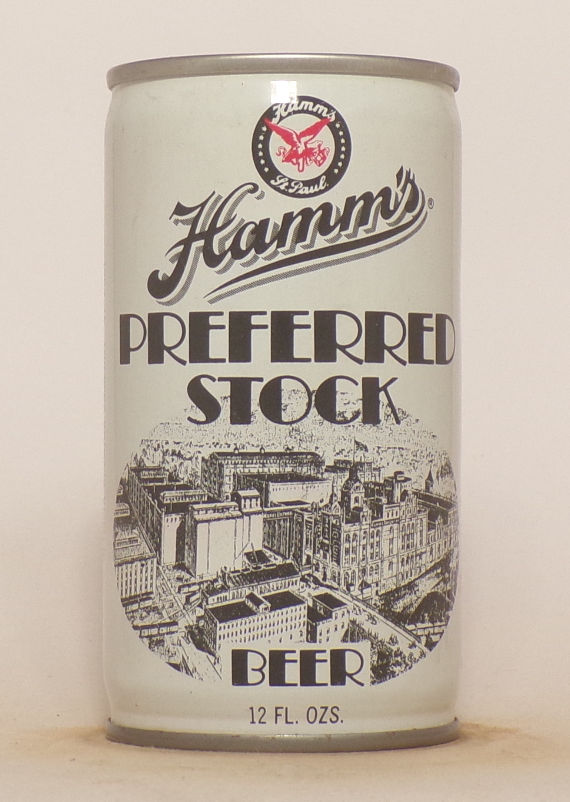 Hamm's
St. Paul.
Hamm's®
PREFERRED
STOCK
BEER
12 FL. OZS.